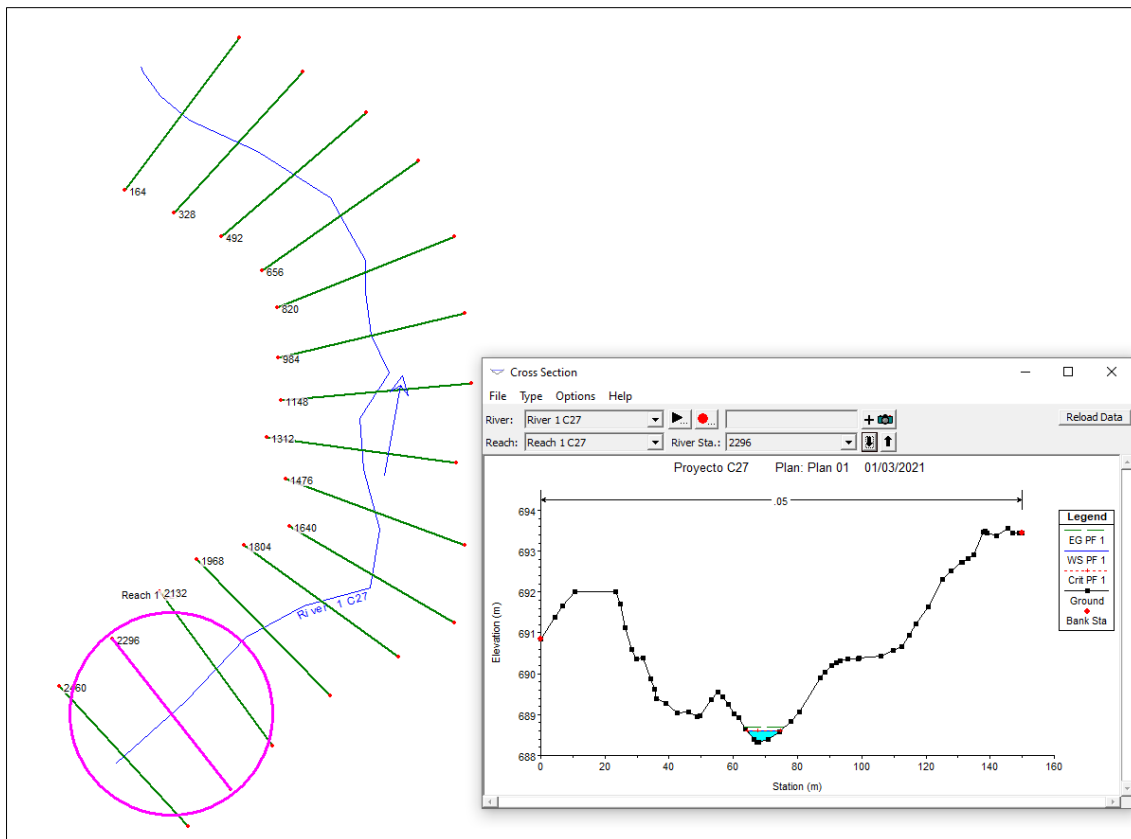 164
328
492
656
820
984
1148
1312
1476
1640
1804
1968
Reach 1
2132
2296
2460
River 1 C27
Cross Section
File Type Options Help
River: River 1 C27
Reload Data
Reach: Reach 1 C27 River Sta.: 2296
Proyecto C27 Plan: Plan 01 01/03/2021
.05
Legend
EG PF 1
WS PF 1
Crit PF 1
Ground
Bank Sta
694
693
692
691
690
689
688
Elevation (m)
0 20 40 60 80 100 120 140 160
Station (m)